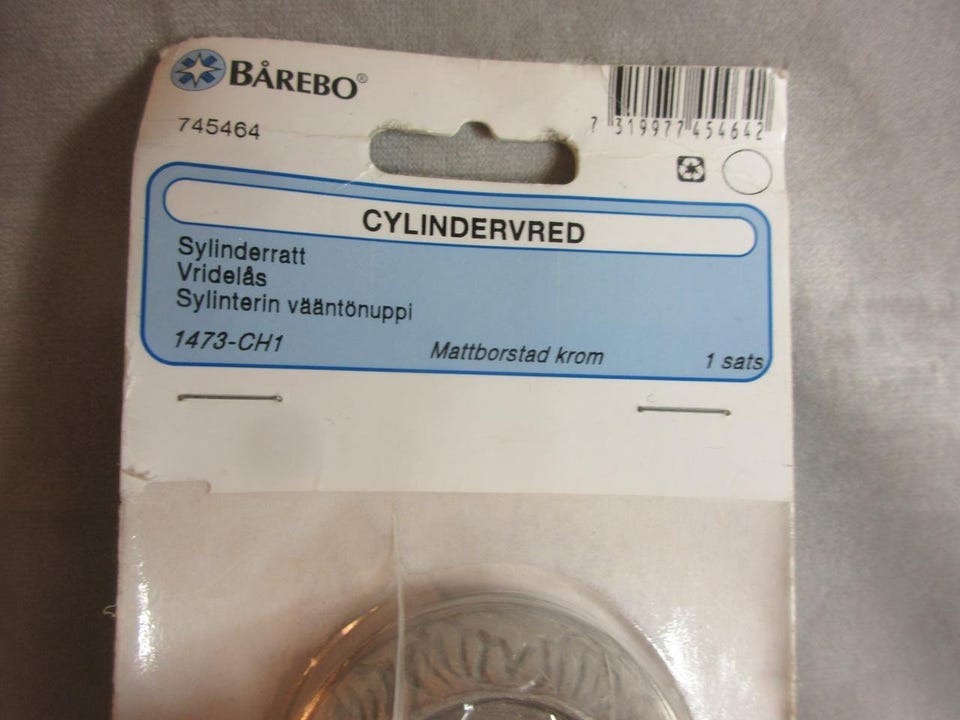 BÅREBO®
745464
7 319977 454642
CYLINDERVRED
Sylinderratt
Vridelås
Sylinterin vääntönuppi
1473-CH1 Mattborstad krom 1 sats